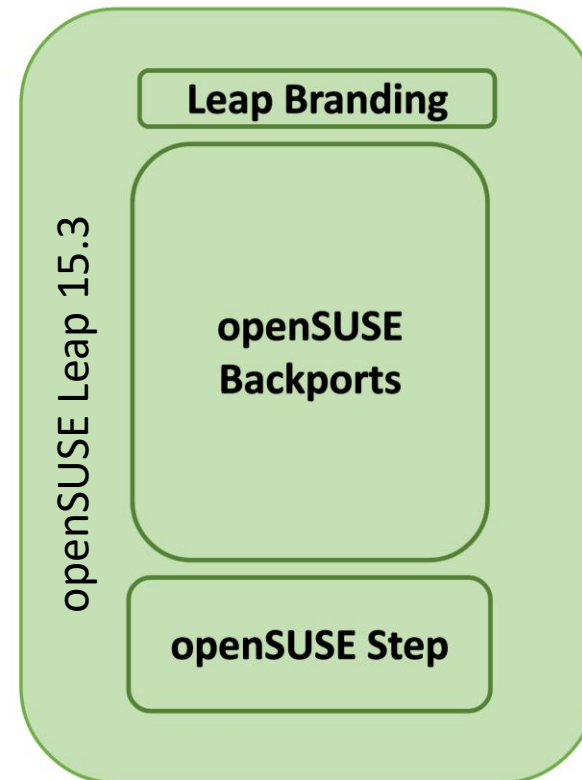 openSUSE Leap 15.3
Leap Branding
openSUSE
Backports
openSUSE Step